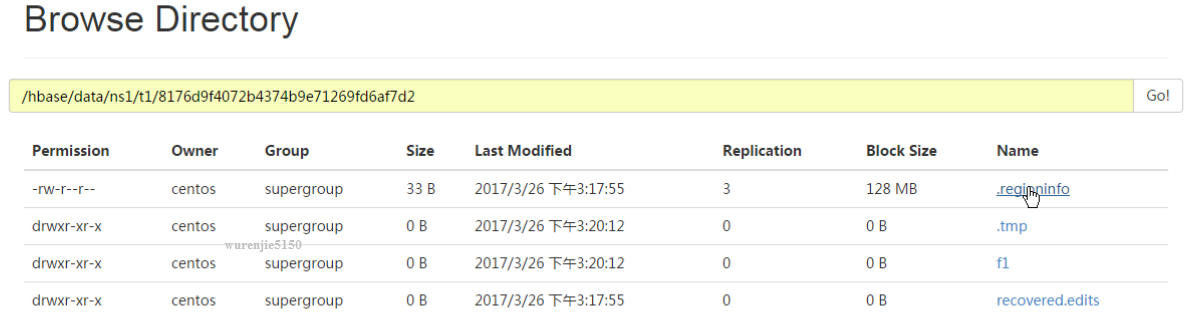 Browse Directory
/hbase/data/ns1/t1/8176d9f4072b4374b9e71269fd6af7d2 Go!
Permission Owner Group Size Last Modified Replication Block Size Name
-rw-r--r-- centos supergroup 33 B 2017/3/26 下午3:17:55 3 128 MB .regioninfo
drwxr-xr-x centos supergroup 0 B 2017/3/26 下午3:20:12 0 0 B .tmp
wurenjie5150
drwxr-xr-x centos supergroup 0 B 2017/3/26 下午3:20:12 0 0 B f1
drwxr-xr-x centos supergroup 0 B 2017/3/26 下午3:17:55 0 0 B recovered.edits